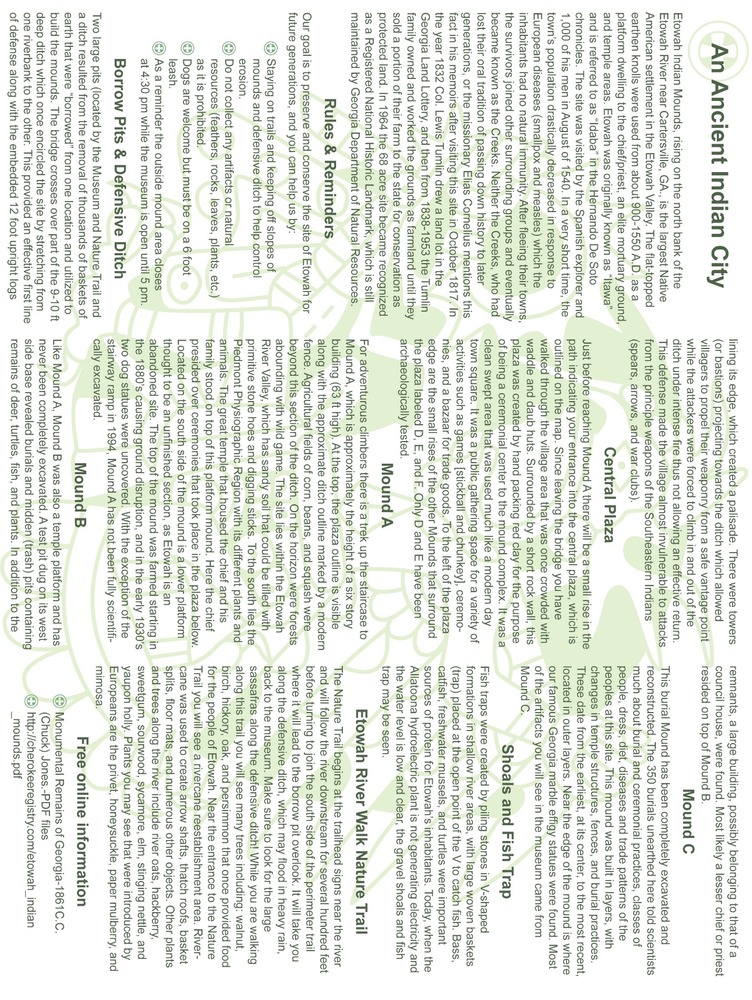 An Ancient Indian City
Etowah Indian Mounds, rising on the north bank of the
Etowah River near Cartersville, GA., is the largest Native
American settlement in the Etowah Valley. The flat-topped
earthen knolls were used from about 900-1550 A.D. as a
platform dwelling to the chief/priest, an elite mortuary ground,
and temple areas. Etowah was originally known as “Itawa”
and is referred to as “Idaba” in the Hernando De Soto
chronicles. The site was visited by the Spanish explorer and
1,000 of his men in August of 1540. In a very short time, the
town’s population drastically decreased in response to
European diseases (smallpox and measles) which the
inhabitants had no natural immunity. After fleeing their towns,
the survivors joined other surrounding groups and eventually
became known as the Creeks. Neither the Creeks, who had
lost their oral tradition of passing down history to later
generations, or the missionary Elias Cornelius mentions this
fact in his memoirs after visiting this site in October 1817. In
the year 1832 Col. Lewis Tumlin drew a land lot in the
Georgia Land Lottery, and then from 1838-1953 the Tumlin
family owned and worked the grounds as farmland until they
sold a portion of their farm to the state for conservation as
protected land. In 1964 the 68 acre site became recognized
as a Registered National Historic Landmark, which is still
maintained by Georgia Department of Natural Resources.
Rules & Reminders
Our goal is to preserve and conserve the site of Etowah for
future generations, and you can help us by:
Staying on trails and keeping off slopes of
mounds and defensive ditch to help control
erosion.
Do not collect any artifacts or natural
resources (feathers, rocks, leaves, plants, etc.)
as it is prohibited.
Dogs are welcome but must be on a 6 foot
leash.
As a reminder the outside mound area closes
at 4:30 pm while the museum is open until 5 pm.
Borrow Pits & Defensive Ditch
Two large pits (located by the Museum and Nature Trail and
a ditch resulted from the removal of thousands of baskets of
earth that were “borrowed” from one location and utilized to
build the mounds. The bridge crosses over part of the 9-10 ft
deep ditch which once encircled the site by stretching from
one riverbank to the other. This provided an effective first line
of defense along with the embedded 12 foot upright logs
lining its edge, which created a palisade. There were towers
(or bastions) projecting towards the ditch which allowed
villagers to propel their weaponry from a safe vantage point
while the attackers were forced to climb in and out of the
ditch under intense fire thus not allowing an effective return.
This defense made the village almost invulnerable to attacks
from the principle weapons of the Southeastern Indians
(spears, arrows, and war clubs).
Central Plaza
Just before reaching Mound A there will be a small rise in the
path indicating your entrance into the central plaza, which is
outlined on the map. Since leaving the bridge you have
walked through the village area that was once crowded with
waddle and daub huts. Surrounded by a short rock wall, this
plaza was created by hand packing red clay for the purpose
of being a ceremonial center to the mound complex. It was a
clean swept area that was used much like a modern day
town square. It was a public gathering space for a variety of
activities such as games [stickball and chunkey], ceremo-
nies, and a bazaar for trade goods. To the left of the plaza
edge are the small rises of the other Mounds that surround
the plaza labeled D, E, and F. Only D and E have been
archaeologically tested.
Mound A
For adventurous climbers there is a trek up the staircase to
Mound A, which is approximately the height of a six story
building (63 ft high). At the top, the plaza outline is visible
along with the approximate ditch outline marked by a modern
fence. Agricultural fields of corn, beans, and squash were
beyond this section of the ditch. On the horizon were forests
abounding with wild game. The site lies within the Etowah
River Valley, which has sandy soil that could be tilled with
primitive stone hoes and digging sticks. To the south lies the
Piedmont Physiographic Region with its different plants and
animals. The great temple that housed the chief and his
family stood on top of this platform mound. Here the chief
presided over ceremonies that took place in the plaza below.
Located on the south side of the mound is a lower platform
thought to be an unfinished section, as Etowah is an
abandoned site. The top of the mound was farmed starting in
the 1880’s causing ground disruption, and in the early 1930’s
two dog statues were uncovered. With the exception of the
stairway ramp in 1994, Mound A has not been fully scientifi-
cally excavated.
Mound B
Like Mound A, Mound B was also a temple platform and has
never been completely excavated. A test pit dug on its west
side base revealed burials and midden (trash) pits containing
remains of deer, turtles, fish, and plants. In addition to the
remnants, a large building, possibly belonging to that of a
council house, were found. Most likely a lesser chief or priest
resided on top of Mound B.
Mound C
This burial Mound has been completely excavated and
reconstructed. The 350 burials unearthed here told scientists
much about burial and ceremonial practices, classes of
people, dress, diet, diseases and trade patterns of the
peoples at this site. This mound was built in layers, with
changes in temple structures, fences, and burial practices.
These date from the earliest, at its center, to the most recent,
located in outer layers. Near the edge of the mound is where
our famous Georgia marble effigy statues were found. Most
of the artifacts you will see in the museum came from
Mound C.
Shoals and Fish Trap
Fish traps were created by piling stones in V-shaped
formations in shallow river areas, with large woven baskets
(trap) placed at the open point of the V to catch fish. Bass,
catfish, freshwater mussels, and turtles were important
sources of protein for Etowah’s inhabitants. Today, when the
Allatoona hydroelectric plant is not generating electricity and
the water level is low and clear, the gravel shoals and fish
trap may be seen.
Etowah River Walk Nature Trail
The Nature Trail begins at the trailhead signs near the river
and will follow the river downstream for several hundred feet
before turning to join the south side of the perimeter trail
where it will lead to the borrow pit overlook. It will take you
along the defensive ditch, which may flood in heavy rain,
back to the museum. Make sure to look for the large
sassafras along the defensive ditch! While you are walking
along this trail you will see many trees including: walnut,
birch, hickory, oak, and persimmon that once provided food
for the people of Etowah. Near the entrance to the Nature
Trail you will see a rivercane reestablishment area. River-
cane was used to create arrow shafts, thatch roofs, basket
splits, floor mats, and numerous other objects. Other plants
and trees along the river include river oats, hackberry,
sweetgum, sourwood, sycamore, elm, stinging nettle, and
yaupon holly. Plants you may see that were introduced by
Europeans are the privet, honeysuckle, paper mulberry, and
mimosa.
Free online information
Monumental Remains of Georgia-1861C.C.
(Chuck) Jones.-PDF files
http://cherokeeregistry.com/etowah_indian
_mounds.pdf